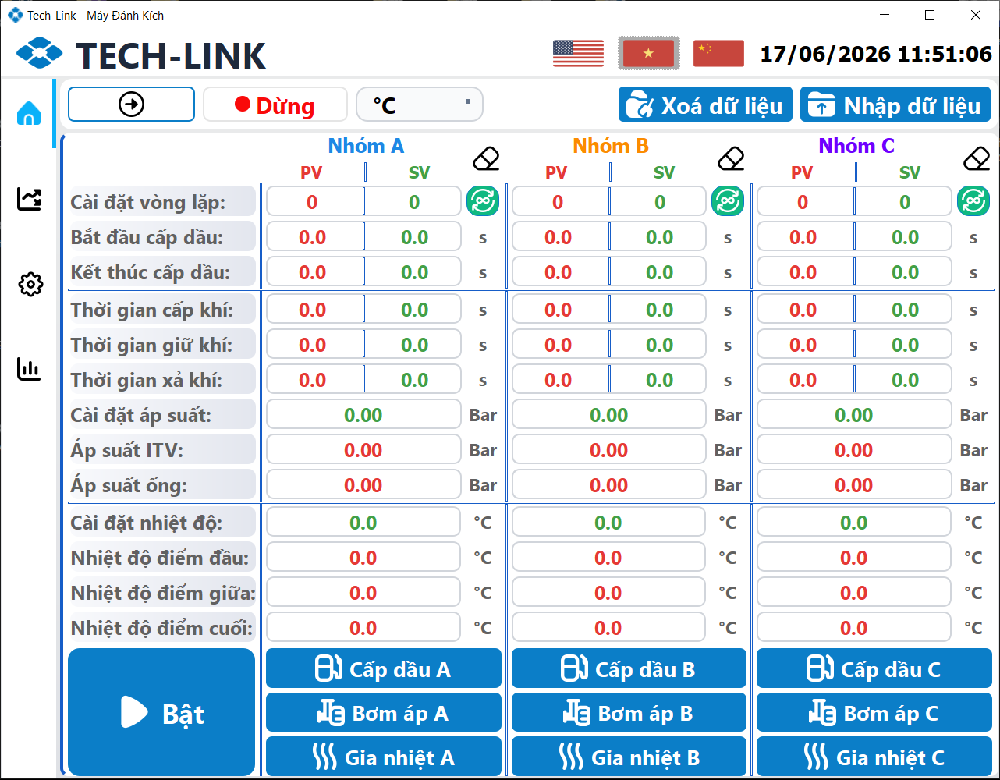 Tech-Link - Máy Đánh Kích
TECH-LINK
17/06/2026 11:51:06
Dừng
°C
Xoá dữ liệu
Nhập dữ liệu
Nhóm A Nhóm B Nhóm C
PV SV PV SV PV SV
Cài đặt vòng lặp: 0 0 0 0 0 0
Bắt đầu cấp dầu: 0.0 0.0 s 0.0 0.0 s 0.0 0.0 s
Kết thúc cấp dầu: 0.0 0.0 s 0.0 0.0 s 0.0 0.0 s
Thời gian cấp khí: 0.0 0.0 s 0.0 0.0 s 0.0 0.0 s
Thời gian giữ khí: 0.0 0.0 s 0.0 0.0 s 0.0 0.0 s
Thời gian xả khí: 0.0 0.0 s 0.0 0.0 s 0.0 0.0 s
Cài đặt áp suất: 0.00 Bar 0.00 Bar 0.00 Bar
Áp suất ITV: 0.00 Bar 0.00 Bar 0.00 Bar
Áp suất ống: 0.00 Bar 0.00 Bar 0.00 Bar
Cài đặt nhiệt độ: 0.0 °C 0.0 °C 0.0 °C
Nhiệt độ điểm đầu: 0.0 °C 0.0 °C 0.0 °C
Nhiệt độ điểm giữa: 0.0 °C 0.0 °C 0.0 °C
Nhiệt độ điểm cuối: 0.0 °C 0.0 °C 0.0 °C
Bật
Cấp dầu A Cấp dầu B Cấp dầu C
Bơm áp A Bơm áp B Bơm áp C
Gia nhiệt A Gia nhiệt B Gia nhiệt C